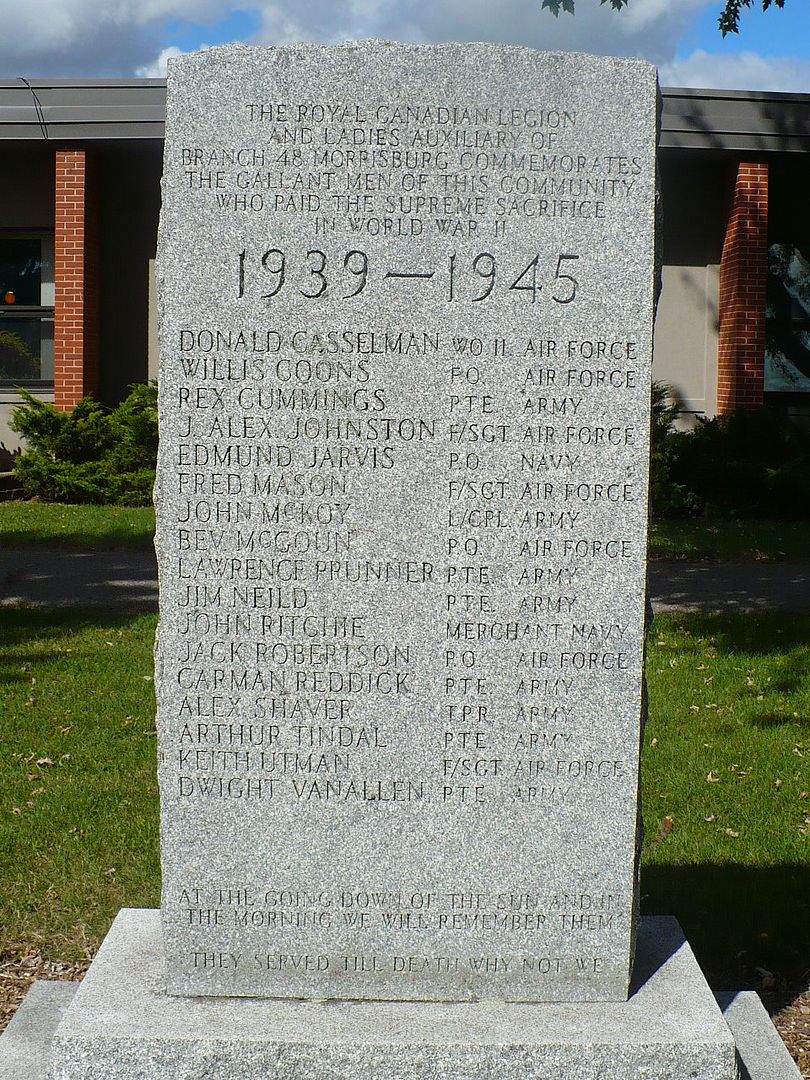 THE ROYAL CANADIAN LEGION
AND LADIES AUXILIARY OF
BRANCH 48 MORRISBURG COMMEMORATES
THE GALLANT MEN OF THIS COMMUNITY
WHO PAID THE SUPREME SACRIFICE
IN WORLD WAR II
1939—1945
DONALD CASSELMAN WO.II. AIR FORCE
WILLIS COONS P.O. AIR FORCE
REX CUMMINGS PTE. ARMY
J. ALEX. JOHNSTON F/SGT. AIR FORCE
EDMUND JARVIS P.O. NAVY
FRED MASON F/SGT. AIR FORCE
JOHN McKOY L/CPL. ARMY
BEV. McGOUN P.O. AIR FORCE
LAWRENCE PRUNNER PTE. ARMY
JIM NEILD PTE. ARMY
JOHN RITCHIE MERCHANT NAVY
JACK ROBERTSON P.O. AIR FORCE
CARMAN REDDICK PTE. ARMY
ALEX SHAVER TPR. ARMY
ARTHUR TINDAL PTE. ARMY
KEITH UTMAN F/SGT. AIR FORCE
DWIGHT VANALLEN PTE. ARMY
AT THE GOING DOWN OF THE SUN AND IN
THE MORNING WE WILL REMEMBER THEM
THEY SERVED TILL DEATH WHY NOT WE